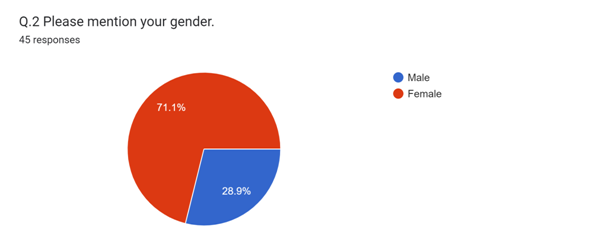 Q.2 Please mention your gender.
45 responses
71.1%
28.9%
Male
Female